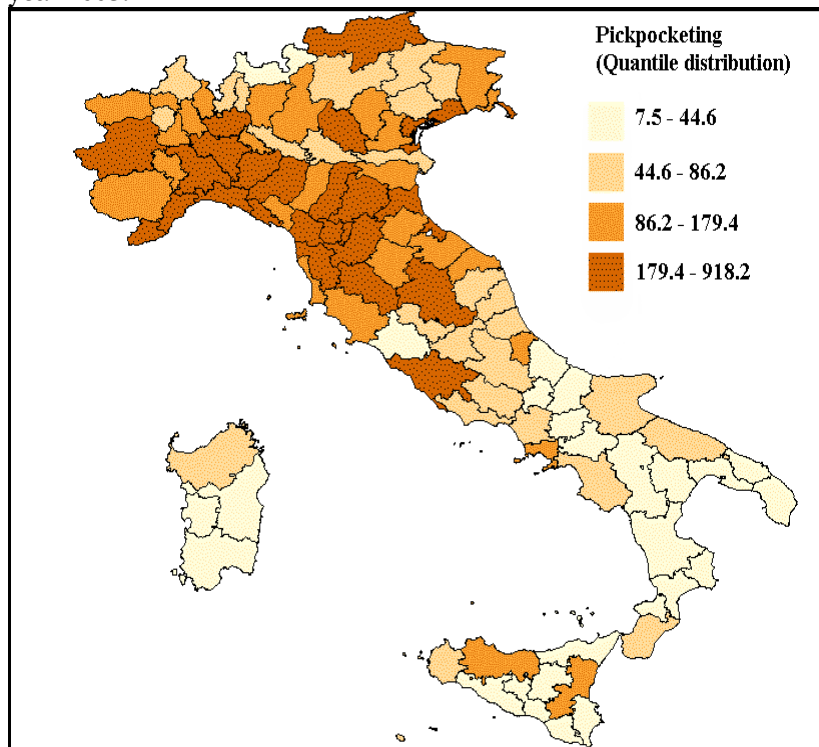 Pickpocketing
(Quantile distribution)
7.5 - 44.6
44.6 - 86.2
86.2 - 179.4
179.4 - 918.2